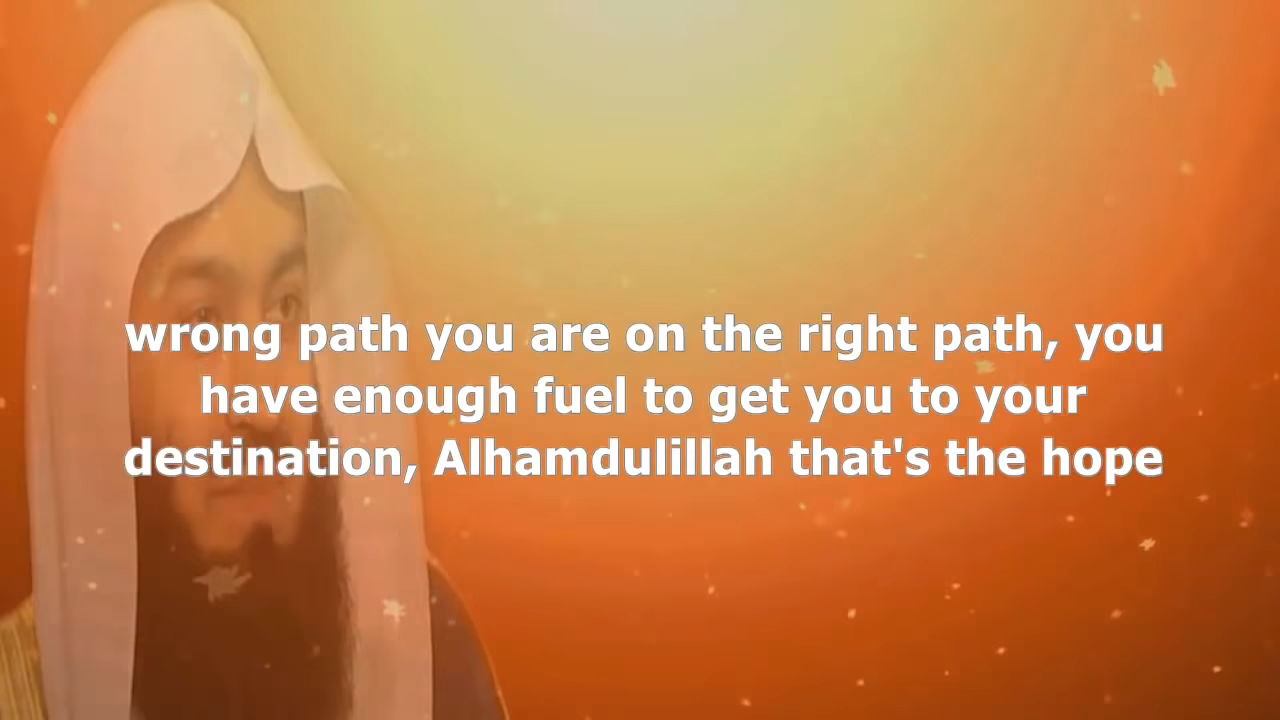 wrong path you are on the right path, you
have enough fuel to get you to your
destination, Alhamdulillah that's the hope